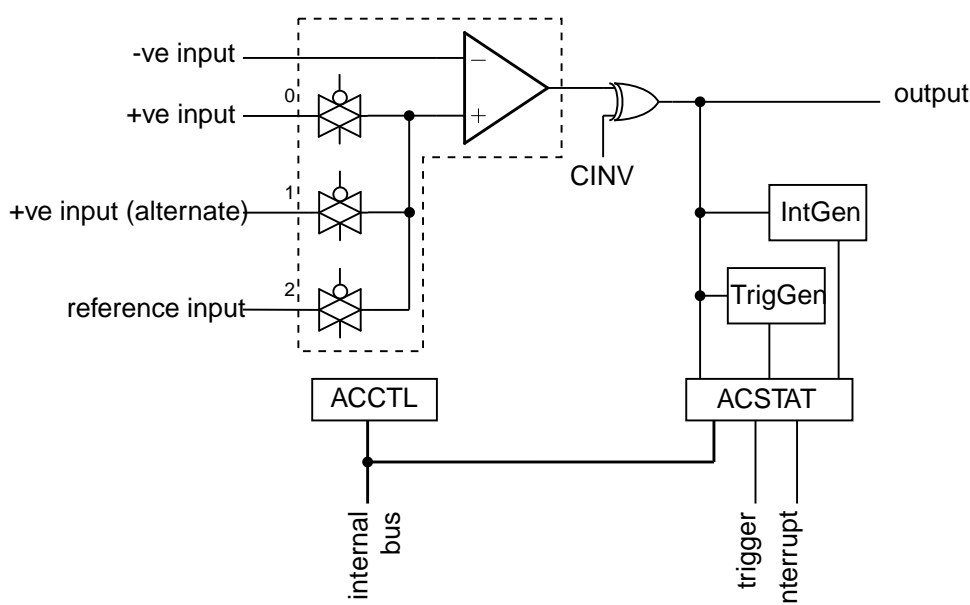 -ve input
−
0
+ve input
+
output
CINV
1
+ve input (alternate)
IntGen
2
reference input
TrigGen
ACCTL
ACSTAT
internal
bus
trigger
nterrupt